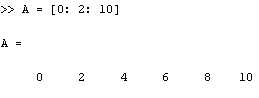 >> A = [0: 2: 10]
A =
0 2 4 6 8 10